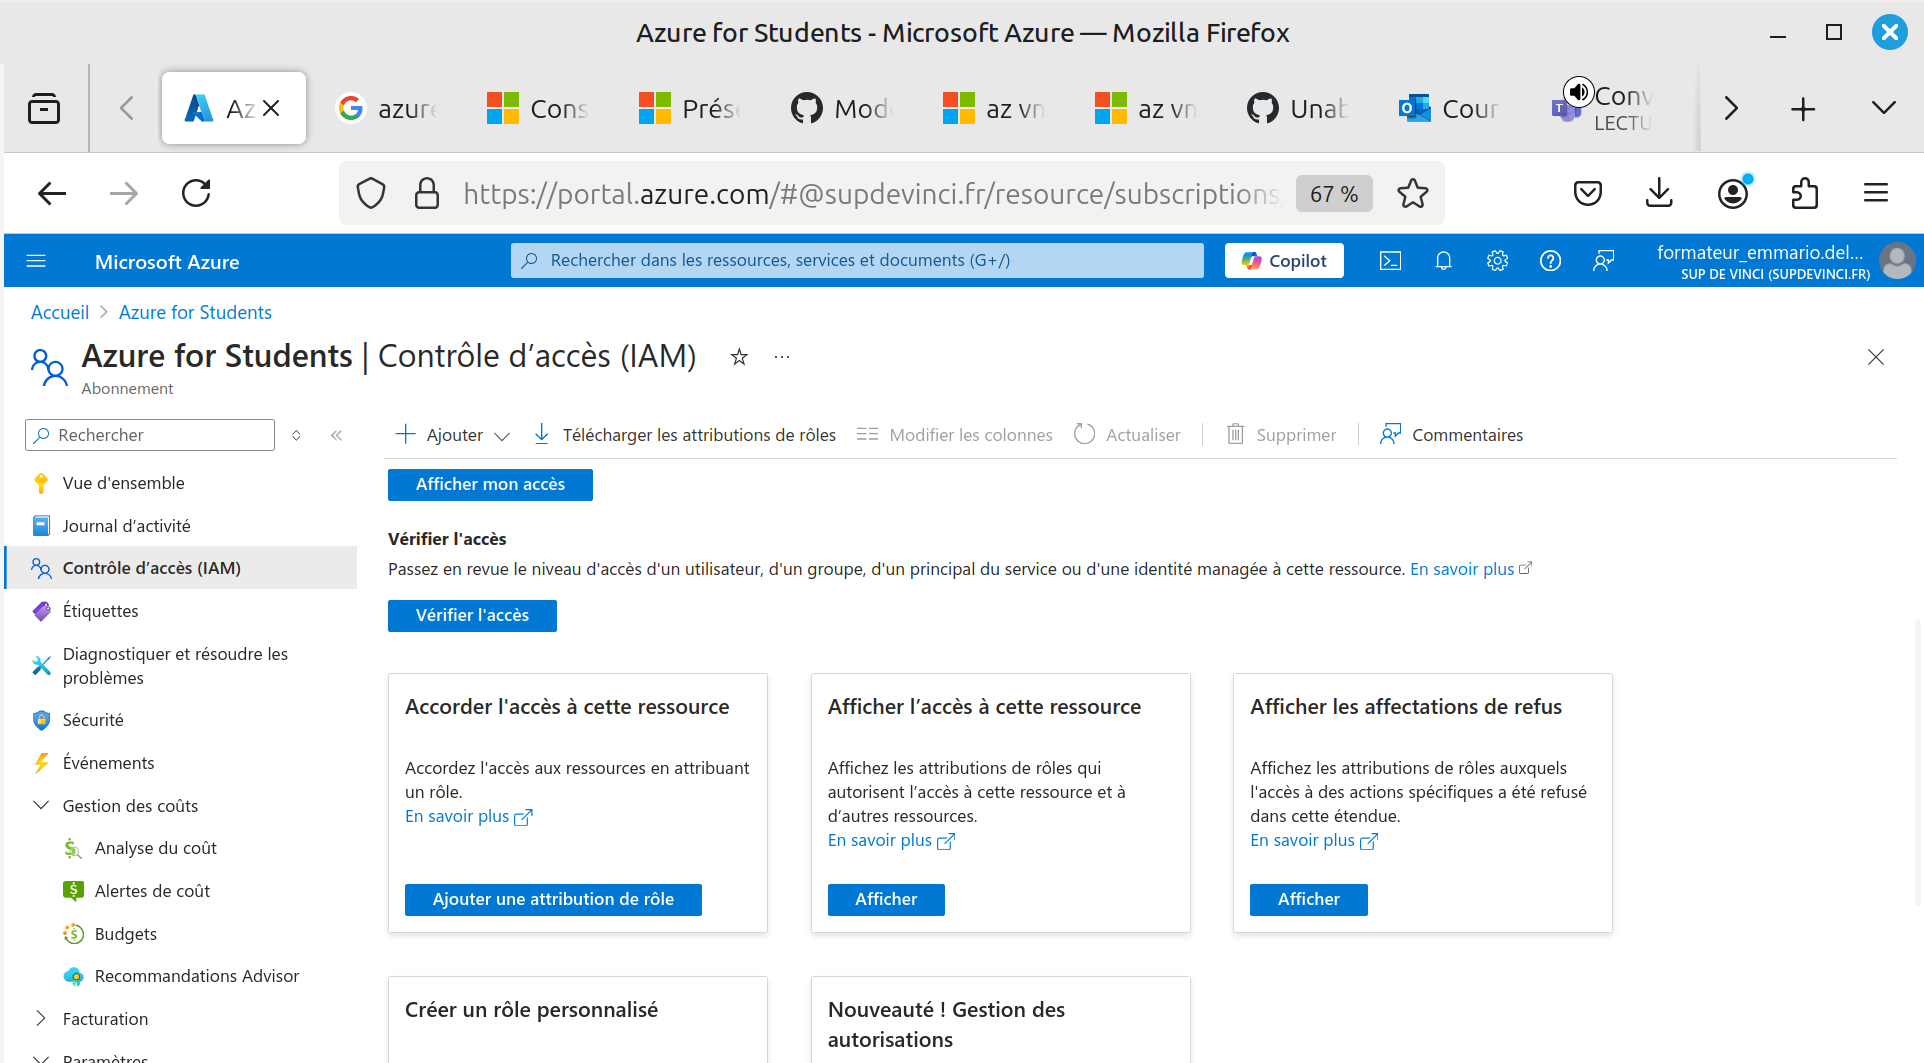 Azure for Students - Microsoft Azure — Mozilla Firefox
Az
azure
Cons
Prése
Mode
az vm
az vm
Unab
Cour
Conv
LECTU
https://portal.azure.com/#@supdevinci.fr/resource/subscriptions
67 %
Microsoft Azure
Rechercher dans les ressources, services et documents (G+/)
Copilot
formateur_emmario.del...
SUP DE VINCI (SUPDEVINCI.FR)
Accueil > Azure for Students
Azure for Students | Contrôle d’accès (IAM)
Abonnement
Rechercher
Ajouter
Télécharger les attributions de rôles
Modifier les colonnes
Actualiser
Supprimer
Commentaires
Vue d'ensemble
Journal d’activité
Contrôle d’accès (IAM)
Étiquettes
Diagnostiquer et résoudre les
problèmes
Sécurité
Événements
Gestion des coûts
Analyse du coût
Alertes de coût
Budgets
Recommandations Advisor
Facturation
Paramètres
Afficher mon accès
Vérifier l'accès
Passez en revue le niveau d'accès d'un utilisateur, d'un groupe, d'un principal du service ou d'une identité managée à cette ressource. En savoir plus
Vérifier l'accès
Accorder l'accès à cette ressource
Accordez l'accès aux ressources en attribuant
un rôle.
En savoir plus
Ajouter une attribution de rôle
Afficher l’accès à cette ressource
Affichez les attributions de rôles qui
autorisent l’accès à cette ressource et à
d’autres ressources.
En savoir plus
Afficher
Afficher les affectations de refus
Affichez les attributions de rôles auxquels
l'accès à des actions spécifiques a été refusé
dans cette étendue.
En savoir plus
Afficher
Créer un rôle personnalisé
Nouveauté ! Gestion des
autorisations